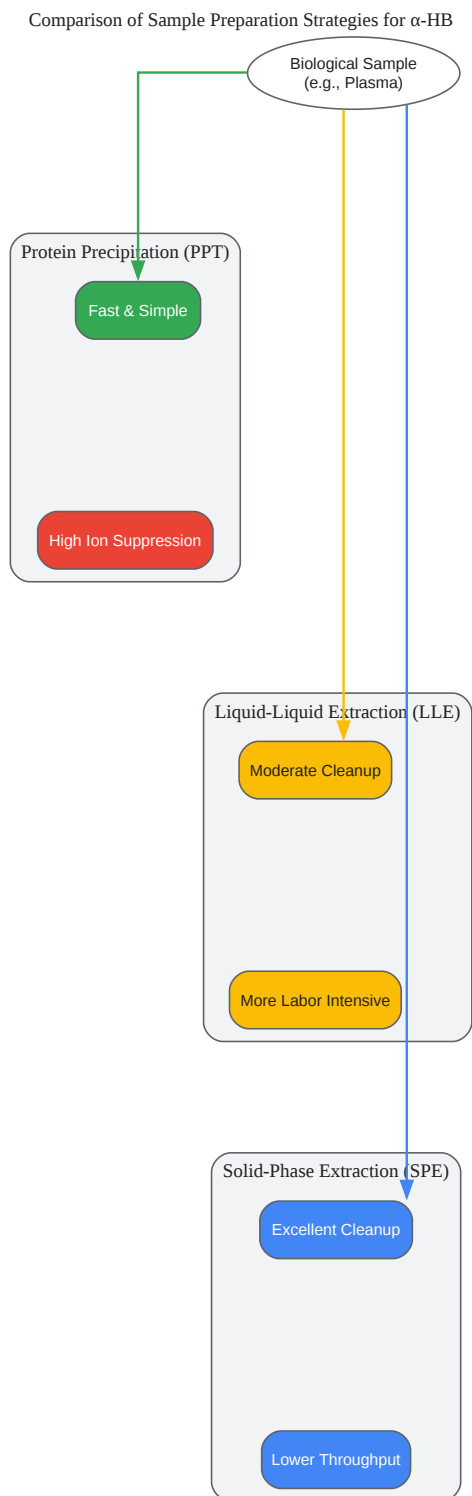 Comparison of Sample Preparation Strategies for α-HB
Biological Sample
(e.g., Plasma)
Protein Precipitation (PPT)
Fast & Simple
High Ion Suppression
Liquid-Liquid Extraction (LLE)
Moderate Cleanup
More Labor Intensive
Solid-Phase Extraction (SPE)
Excellent Cleanup
Lower Throughput